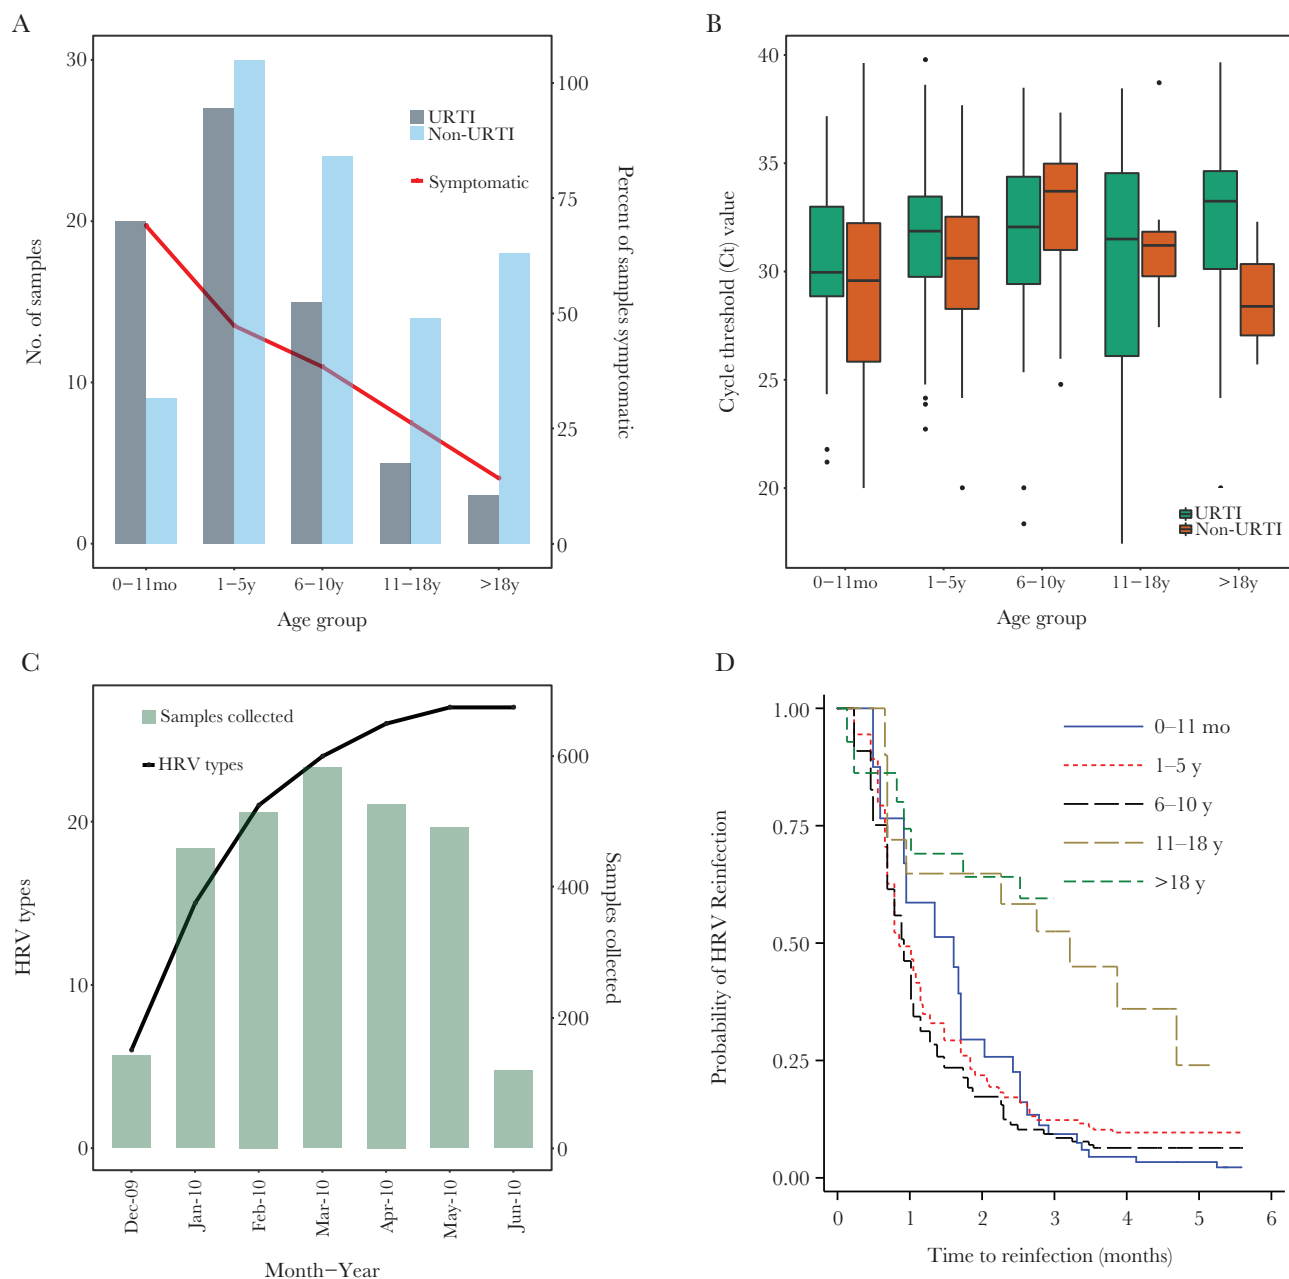 A
30
20
10
0
No. of samples
100
75
50
25
0
Percent of samples symptomatic
URTI
Non-URTI
Symptomatic
0−11mo 1−5y 6−10y 11−18y >18y
Age group
B
40
35
30
25
20
Cycle threshold (Ct) value
URTI
Non-URTI
0−11mo 1−5y 6−10y 11−18y >18y
Age group
C
20
10
0
HRV types
Samples collected
HRV types
600
400
200
0
Samples collected
Dec-09 Jan-10 Feb-10 Mar-10 Apr-10 May-10 Jun-10
Month−Year
D
1.00
0.75
0.50
0.25
0.00
Probability of HRV Reinfection
0–11 mo
1–5 y
6–10 y
11–18 y
>18 y
0 1 2 3 4 5 6
Time to reinfection (months)